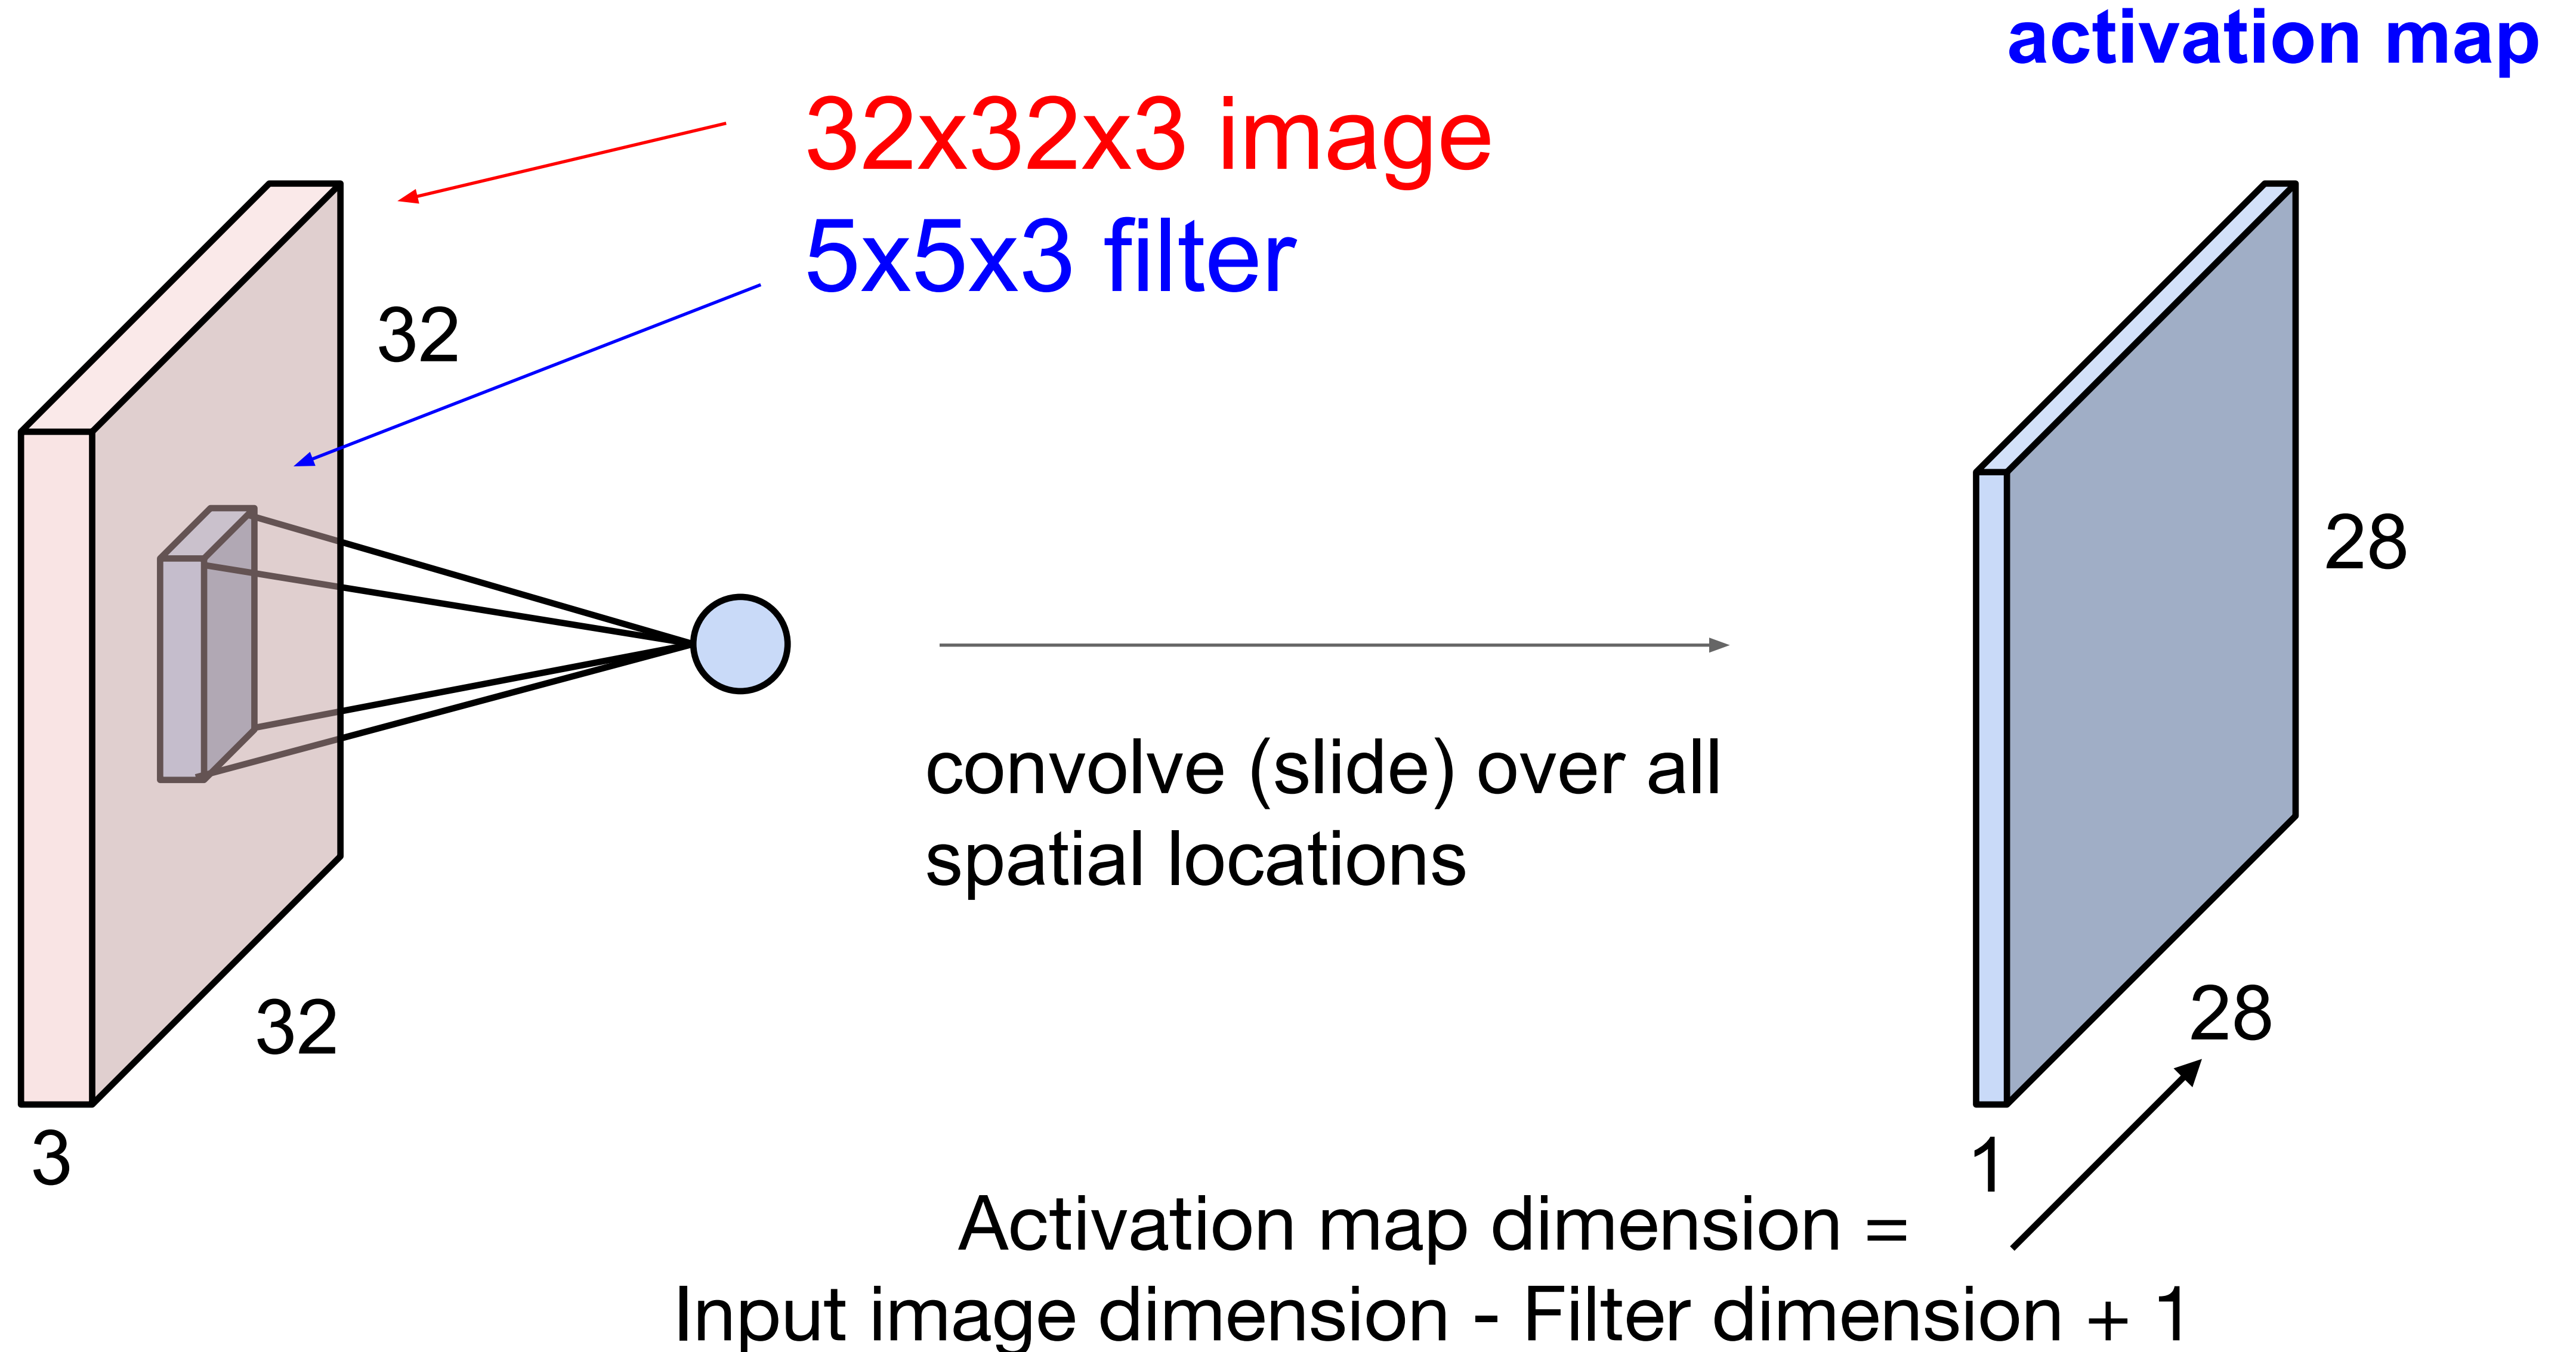 activation map
32x32x3 image
5x5x3 filter
32
28
convolve (slide) over all
spatial locations
32
28
3
1
Activation map dimension =
Input image dimension - Filter dimension + 1